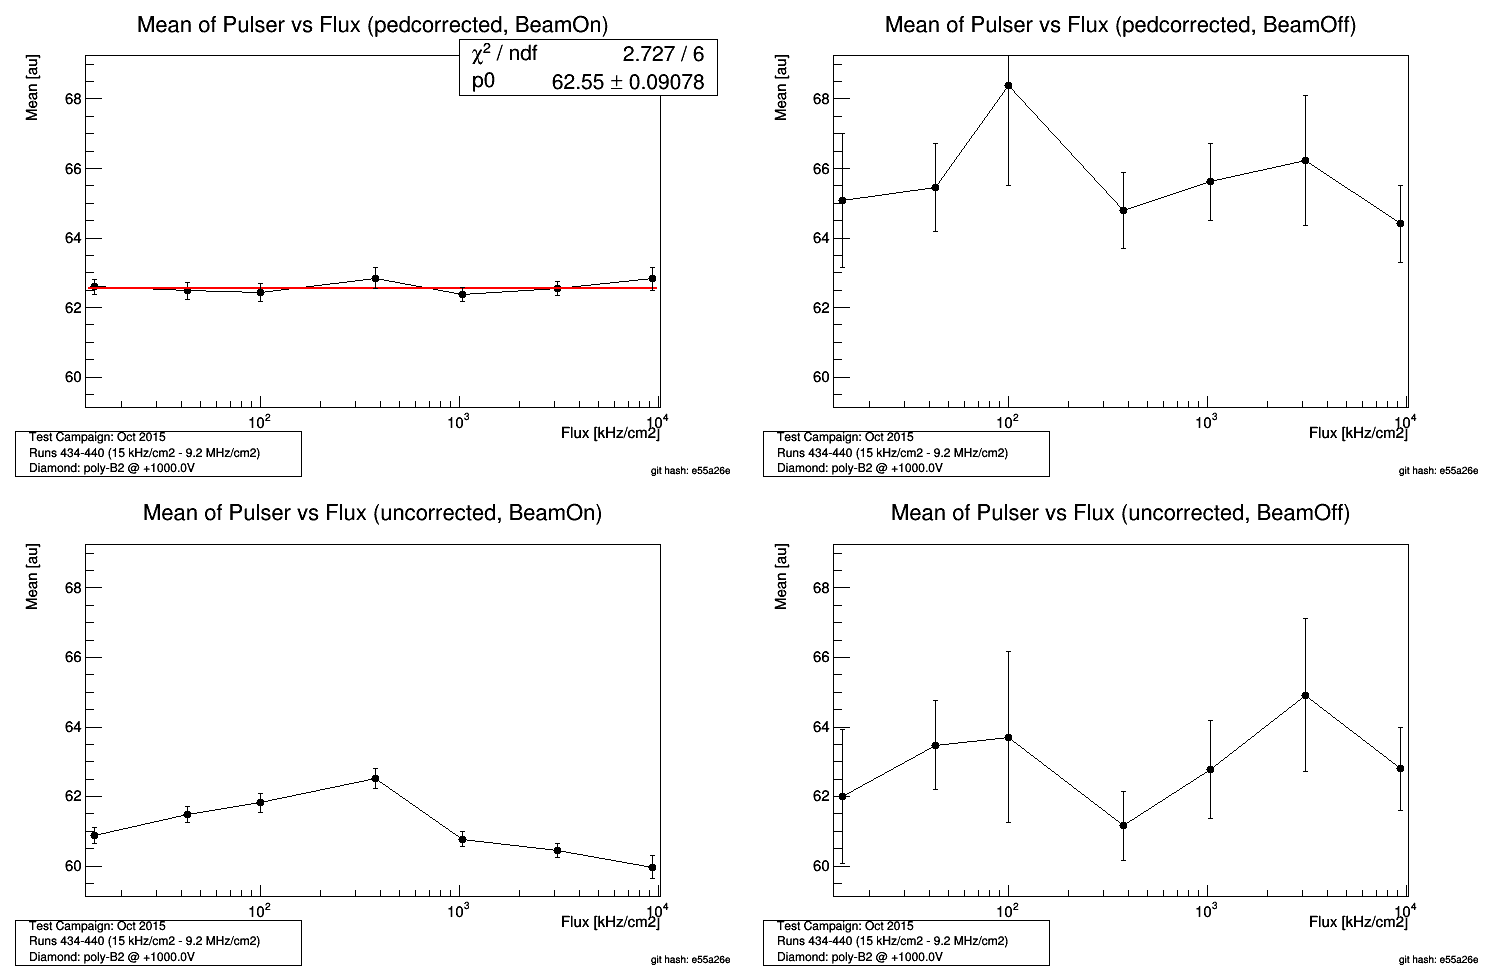 Mean of Pulser vs Flux (pedcorrected, BeamOn)
χ2 / ndf 2.727 / 6
p0 62.55 ± 0.09078
Mean [au]
68
66
64
62
60
102 103 104
Flux [kHz/cm2]
Test Campaign: Oct 2015
Runs 434-440 (15 kHz/cm2 - 9.2 MHz/cm2)
Diamond: poly-B2 @ +1000.0V
git hash: e55a26e
Mean of Pulser vs Flux (pedcorrected, BeamOff)
Mean [au]
68
66
64
62
60
102 103 104
Flux [kHz/cm2]
Test Campaign: Oct 2015
Runs 434-440 (15 kHz/cm2 - 9.2 MHz/cm2)
Diamond: poly-B2 @ +1000.0V
git hash: e55a26e
Mean of Pulser vs Flux (uncorrected, BeamOn)
Mean [au]
68
66
64
62
60
102 103 104
Flux [kHz/cm2]
Test Campaign: Oct 2015
Runs 434-440 (15 kHz/cm2 - 9.2 MHz/cm2)
Diamond: poly-B2 @ +1000.0V
git hash: e55a26e
Mean of Pulser vs Flux (uncorrected, BeamOff)
Mean [au]
68
66
64
62
60
102 103 104
Flux [kHz/cm2]
Test Campaign: Oct 2015
Runs 434-440 (15 kHz/cm2 - 9.2 MHz/cm2)
Diamond: poly-B2 @ +1000.0V
git hash: e55a26e